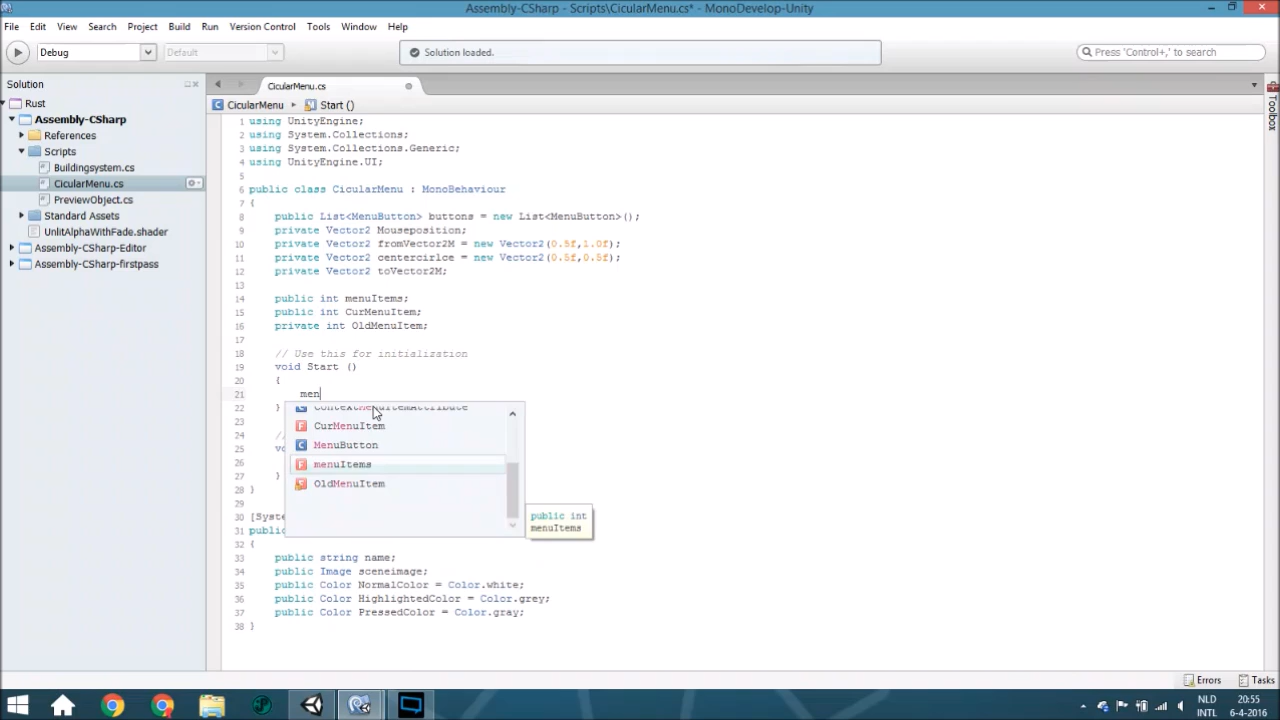 Assembly-CSharp - Scripts\CicularMenu.cs* - MonoDevelop-Unity
File Edit View Search Project Build Run Version Control Tools Window Help
Debug Default Solution loaded. Press 'Control+,' to search
Solution
Rust
Assembly-CSharp
References
Scripts
Buildingsystem.cs
CicularMenu.cs
PreviewObject.cs
Standard Assets
UnlitAlphaWithFade.shader
Assembly-CSharp-Editor
Assembly-CSharp-firstpass
CicularMenu.cs
CicularMenu Start ()
1 using UnityEngine;
2 using System.Collections;
3 using System.Collections.Generic;
4 using UnityEngine.UI;
5
6 public class CicularMenu : MonoBehaviour
7 {
8 public List<MenuButton> buttons = new List<MenuButton>();
9 private Vector2 Mouseposition;
10 private Vector2 fromVector2M = new Vector2(0.5f,1.0f);
11 private Vector2 centercirlce = new Vector2(0.5f,0.5f);
12 private Vector2 toVector2M;
14 public int menuItems;
15 public int CurMenuItem;
16 private int OldMenuItem;
18 // Use this for initialization
19 void Start ()
20 {
21 men
22 }
23
24 //
25 vo
26
27 }
28 }
29
30 [Syst
31 public
32 {
33 public string name;
34 public Image sceneimage;
35 public Color NormalColor = Color.white;
36 public Color HighlightedColor = Color.grey;
37 public Color PressedColor = Color.gray;
38 }
ContextMenuItemAttribute
CurMenuItem
MenuButton
menuItems
OldMenuItem
public int
menuItems
Toolbox
Errors Tasks
NLD 20:55
INTL 6-4-2016